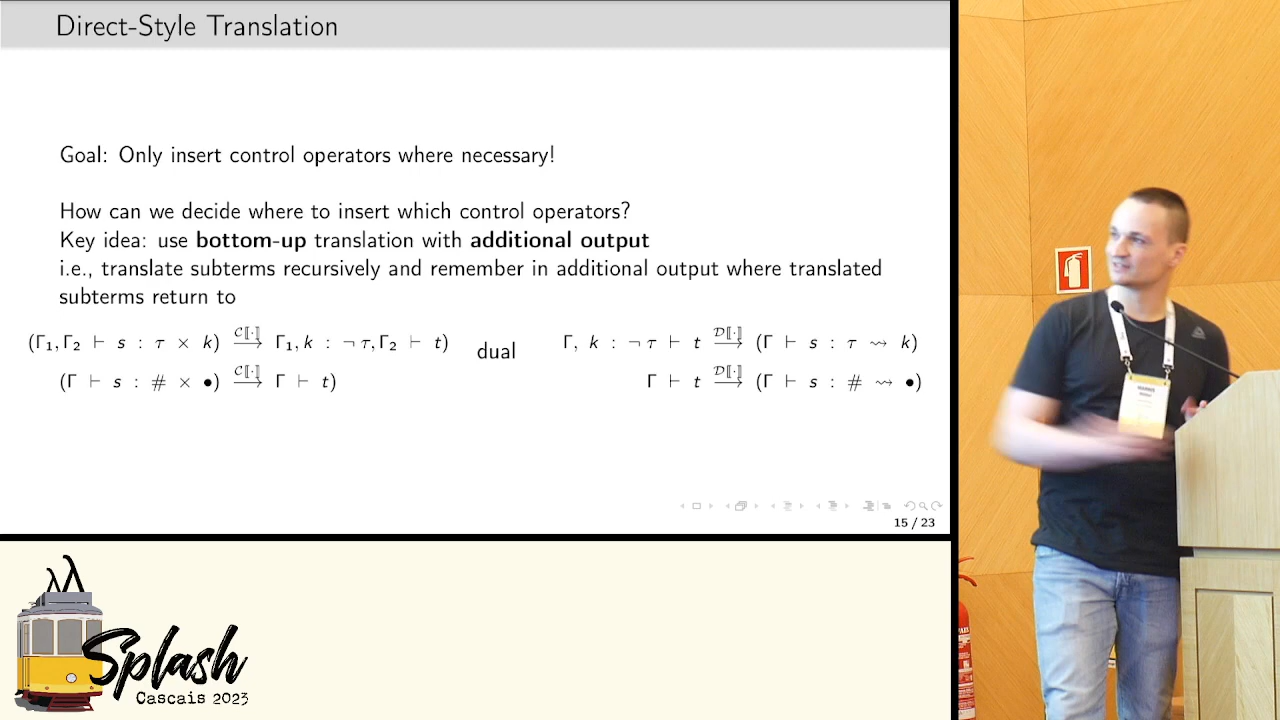 Direct-Style Translation
Goal: Only insert control operators where necessary!
How can we decide where to insert which control operators?
Key idea: use bottom-up translation with additional output
i.e., translate subterms recursively and remember in additional output where translated
subterms return to
(Γ₁, Γ₂ ⊢ s : τ × k) —𝒞⟦·⟧→ Γ₁, k : ¬ τ, Γ₂ ⊢ t)
(Γ ⊢ s : # × •) —𝒞⟦·⟧→ Γ ⊢ t)
dual
Γ, k : ¬ τ ⊢ t —𝒟⟦·⟧→ (Γ ⊢ s : τ ⇝ k)
Γ ⊢ t —𝒟⟦·⟧→ (Γ ⊢ s : # ⇝ •)
15 / 23
Splash
Cascais 2023